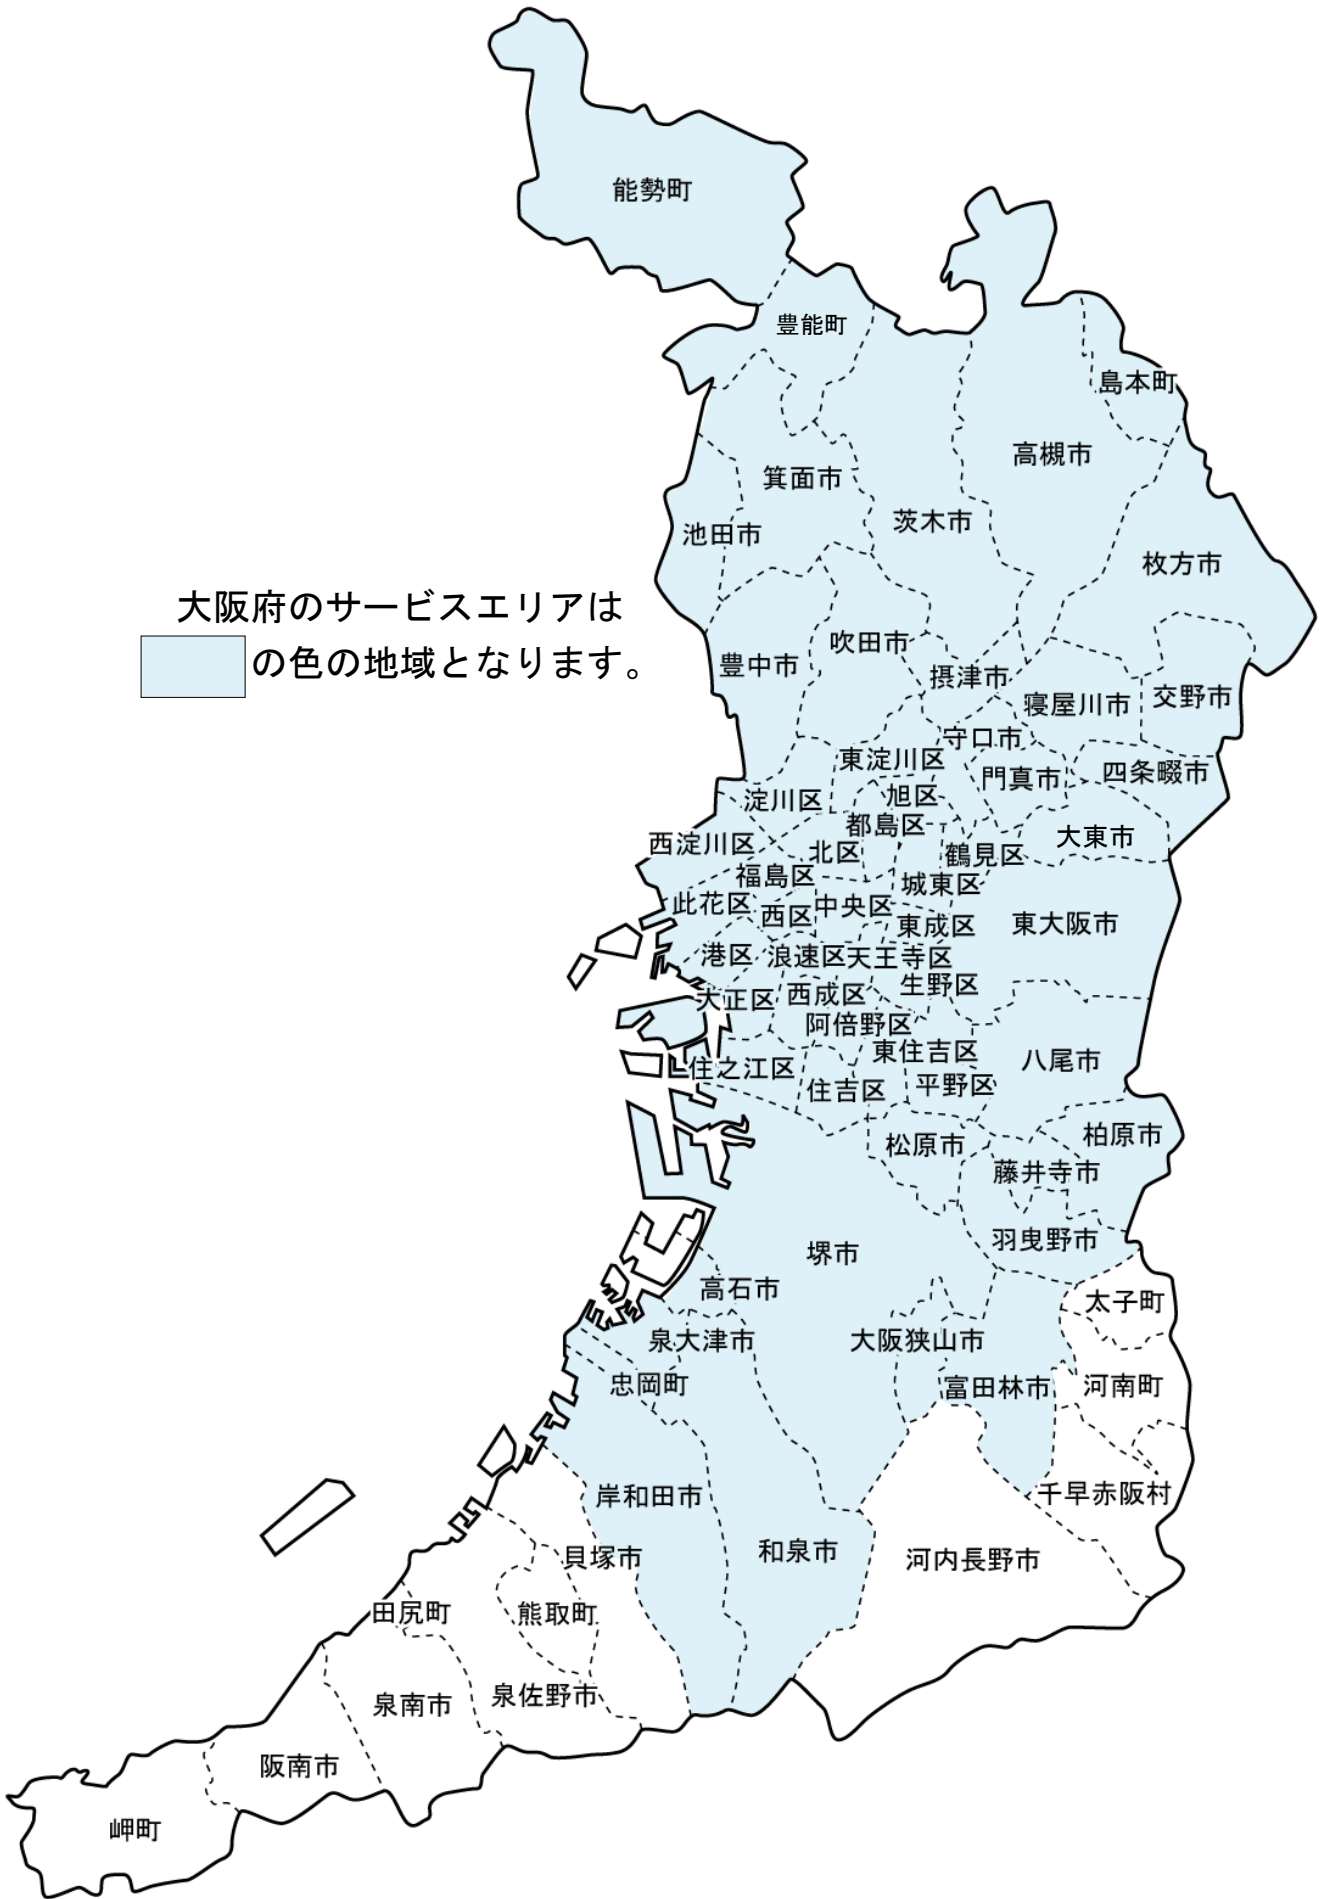 能勢町
豊能町
島本町
高槻市
箕面市
茨木市
池田市
枚方市
大阪府のサービスエリアは
の色の地域となります。
吹田市
豊中市
摂津市
寝屋川市
交野市
守口市
東淀川区
門真市
四条畷市
淀川区
旭区
都島区
大東市
西淀川区
北区
鶴見区
福島区
城東区
此花区
西区
中央区
東成区
東大阪市
港区
浪速区
天王寺区
生野区
大正区
西成区
阿倍野区
東住吉区
八尾市
住之江区
住吉区
平野区
松原市
柏原市
藤井寺市
羽曳野市
堺市
高石市
太子町
泉大津市
大阪狭山市
忠岡町
富田林市
河南町
岸和田市
千早赤阪村
和泉市
貝塚市
河内長野市
田尻町
熊取町
泉南市
泉佐野市
阪南市
岬町